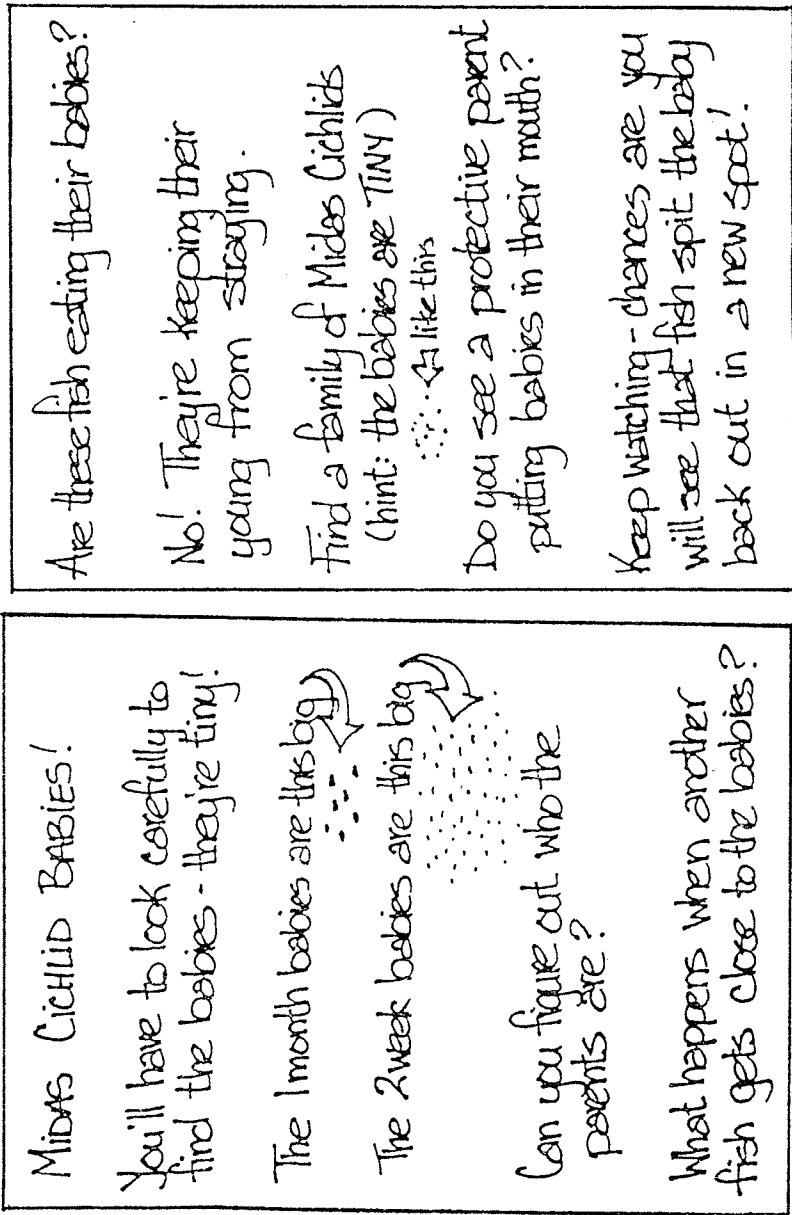 MIDAS CICHLID BABIES!
You'll have to look carefully to
find the babies - they're tiny!
The 1 month babies are this big
The 2 week babies are this big
Can you figure out who the
parents are?
What happens when another
fish gets close to the babies?
Are these fish eating their babies?
No! They're keeping their
young from straying.
Find a family of Midas Cichlids
(hint: the babies are TINY)
like this
Do you see a protective parent
putting babies in their mouth?
Keep watching - chances are you
will see that fish spit the baby
back out in a new spot!